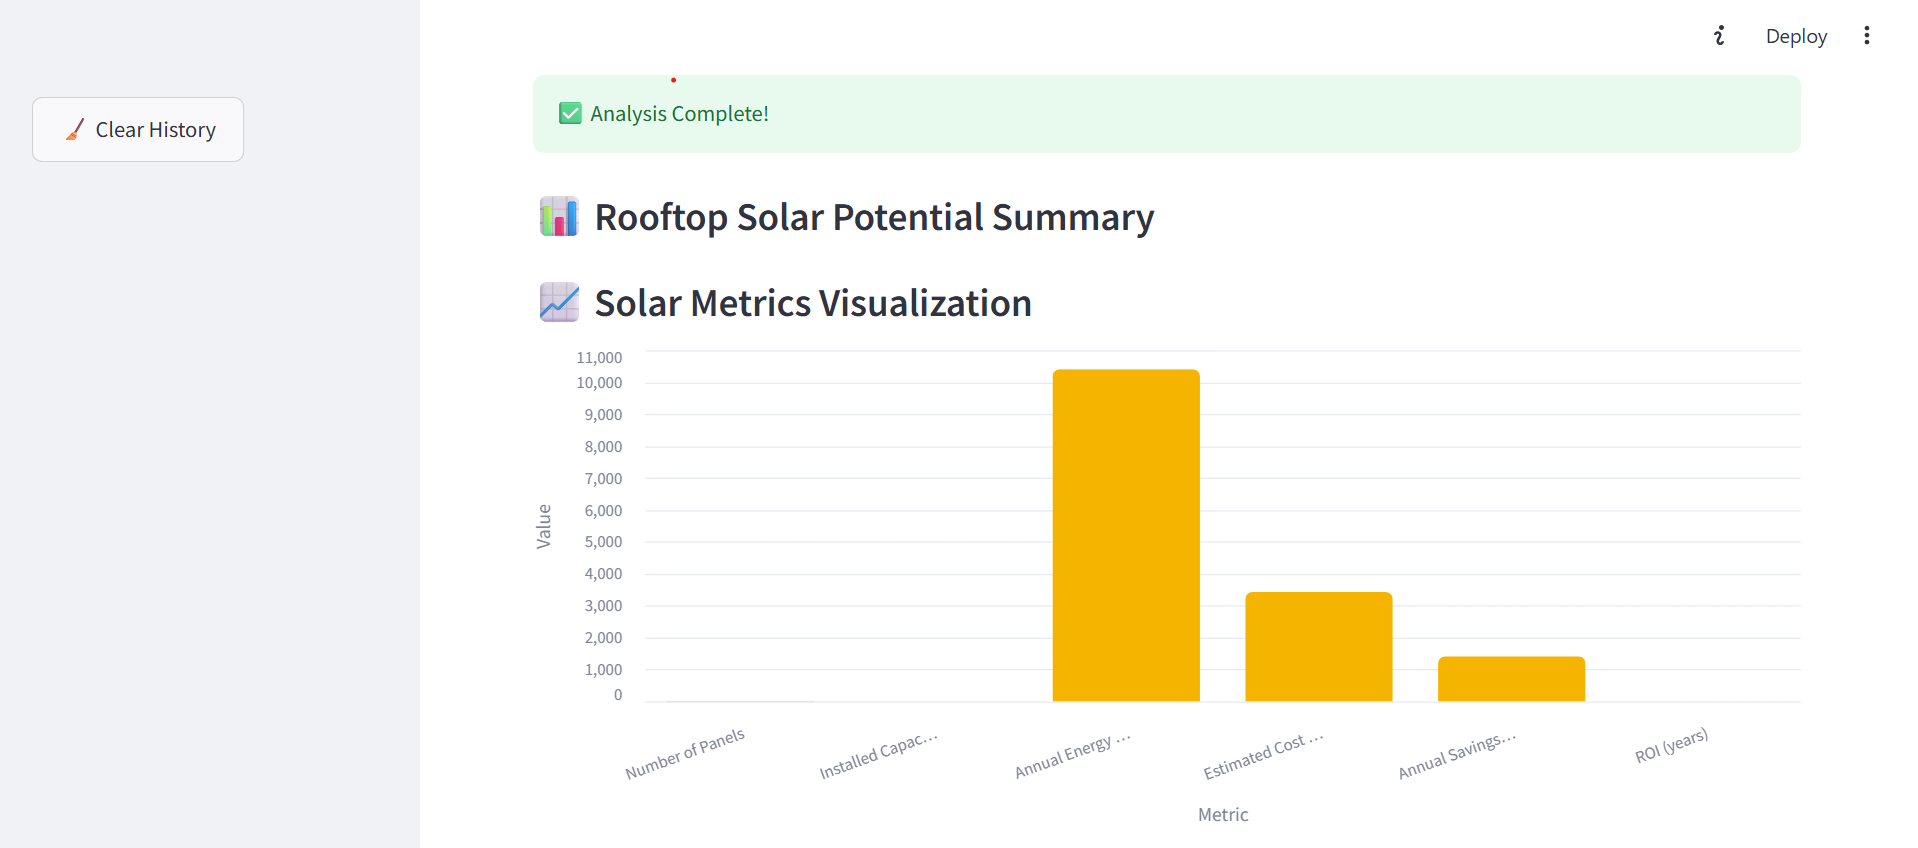 Deploy
Clear History
✅ Analysis Complete!
Rooftop Solar Potential Summary
Solar Metrics Visualization
11,000
10,000
9,000
8,000
7,000
6,000
5,000
4,000
3,000
2,000
1,000
0
Value
Number of Panels
Installed Capac…
Annual Energy …
Estimated Cost …
Annual Savings…
ROI (years)
Metric